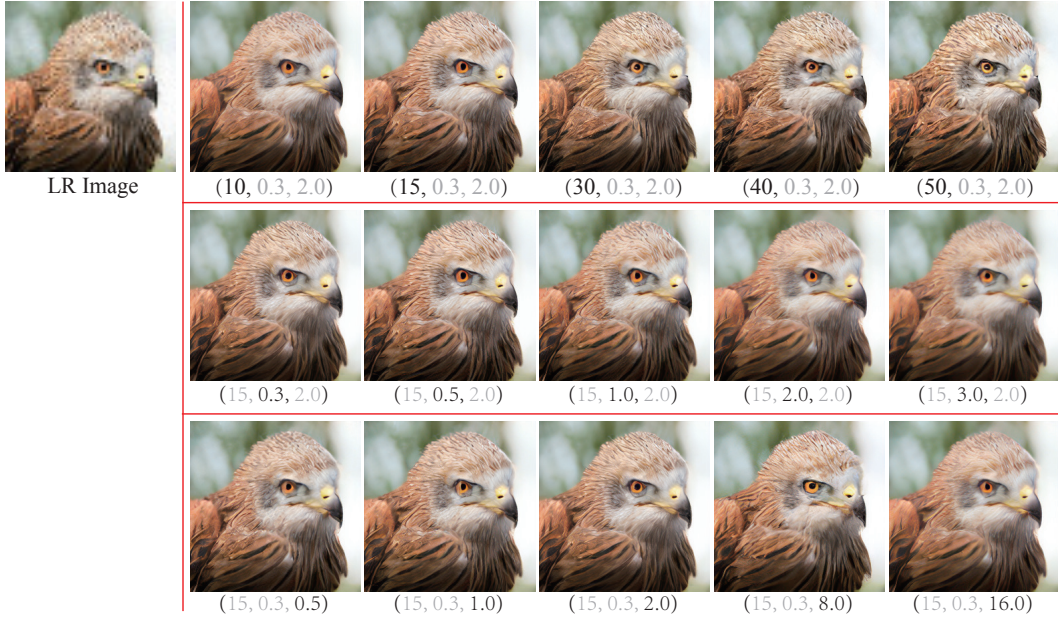 LR Image
(10, 0.3, 2.0) (15, 0.3, 2.0) (30, 0.3, 2.0) (40, 0.3, 2.0) (50, 0.3, 2.0)
(15, 0.3, 2.0) (15, 0.5, 2.0) (15, 1.0, 2.0) (15, 2.0, 2.0) (15, 3.0, 2.0)
(15, 0.3, 0.5) (15, 0.3, 1.0) (15, 0.3, 2.0) (15, 0.3, 8.0) (15, 0.3, 16.0)